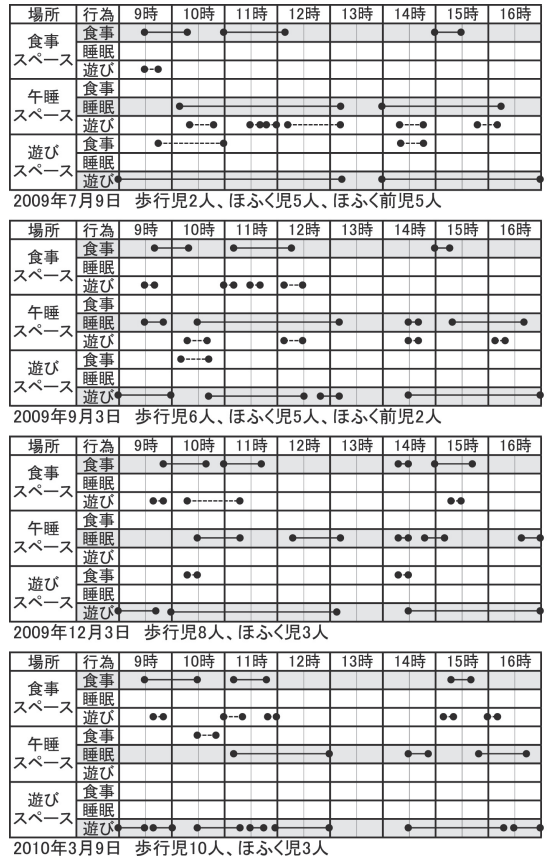 場所 行為 9時 10時 11時 12時 13時 14時 15時 16時
食事スペース 食事
睡眠
遊び
午睡スペース 食事
睡眠
遊び
遊びスペース 食事
睡眠
遊び
2009年7月9日 歩行児2人、ほふく児5人、ほふく前児5人
場所 行為 9時 10時 11時 12時 13時 14時 15時 16時
食事スペース 食事
睡眠
遊び
午睡スペース 食事
睡眠
遊び
遊びスペース 食事
睡眠
遊び
2009年9月3日 歩行児6人、ほふく児5人、ほふく前児2人
場所 行為 9時 10時 11時 12時 13時 14時 15時 16時
食事スペース 食事
睡眠
遊び
午睡スペース 食事
睡眠
遊び
遊びスペース 食事
睡眠
遊び
2009年12月3日 歩行児8人、ほふく児3人
場所 行為 9時 10時 11時 12時 13時 14時 15時 16時
食事スペース 食事
睡眠
遊び
午睡スペース 食事
睡眠
遊び
遊びスペース 食事
睡眠
遊び
2010年3月9日 歩行児10人、ほふく児3人